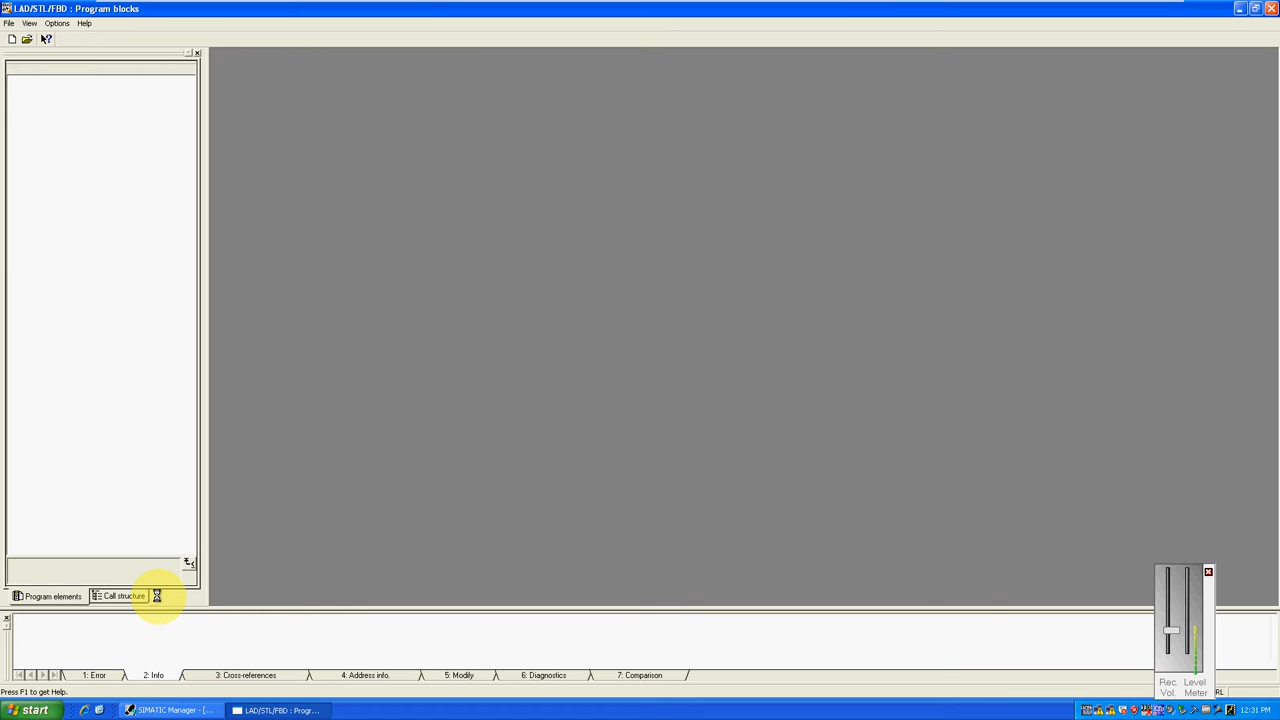 LAD/STL/FBD : Program blocks
File View Options Help
Program elements Call structure
1: Error 2: Info 3: Cross-references 4: Address info. 5: Modify 6: Diagnostics 7: Comparison
Press F1 to get Help.
Rec. Level
Vol. Meter
RL
start SIMATIC Manager - [... LAD/STL/FBD : Progr... 12:31 PM